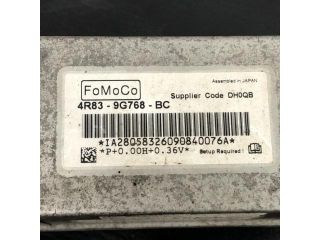 Assembled in JAPAN
FoMoCo
Supplier Code DH0QB
4R83 - 9G768 - BC
*IA28058326090840076A*
*P+0.00H+0.36V*
Setup Required !